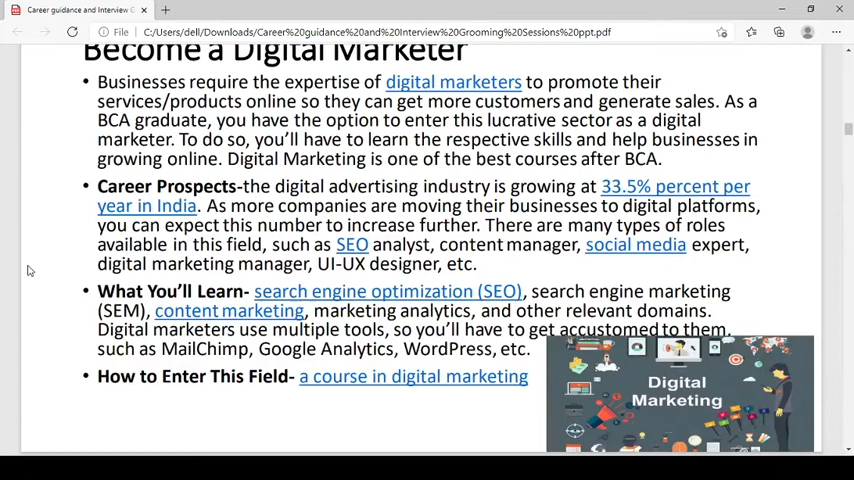 Career guidance and Interview G
File
C:/Users/dell/Downloads/Career%20guidance%20and%20Interview%20Grooming%20Sessions%20ppt.pdf
Become a Digital Marketer
• Businesses require the expertise of digital marketers to promote their
services/products online so they can get more customers and generate sales. As a
BCA graduate, you have the option to enter this lucrative sector as a digital
marketer. To do so, you’ll have to learn the respective skills and help businesses in
growing online. Digital Marketing is one of the best courses after BCA.
• Career Prospects-the digital advertising industry is growing at 33.5% percent per
year in India. As more companies are moving their businesses to digital platforms,
you can expect this number to increase further. There are many types of roles
available in this field, such as SEO analyst, content manager, social media expert,
digital marketing manager, UI-UX designer, etc.
• What You’ll Learn- search engine optimization (SEO), search engine marketing
(SEM), content marketing, marketing analytics, and other relevant domains.
Digital marketers use multiple tools, so you’ll have to get accustomed to them,
such as MailChimp, Google Analytics, WordPress, etc.
• How to Enter This Field- a course in digital marketing
Digital
Marketing